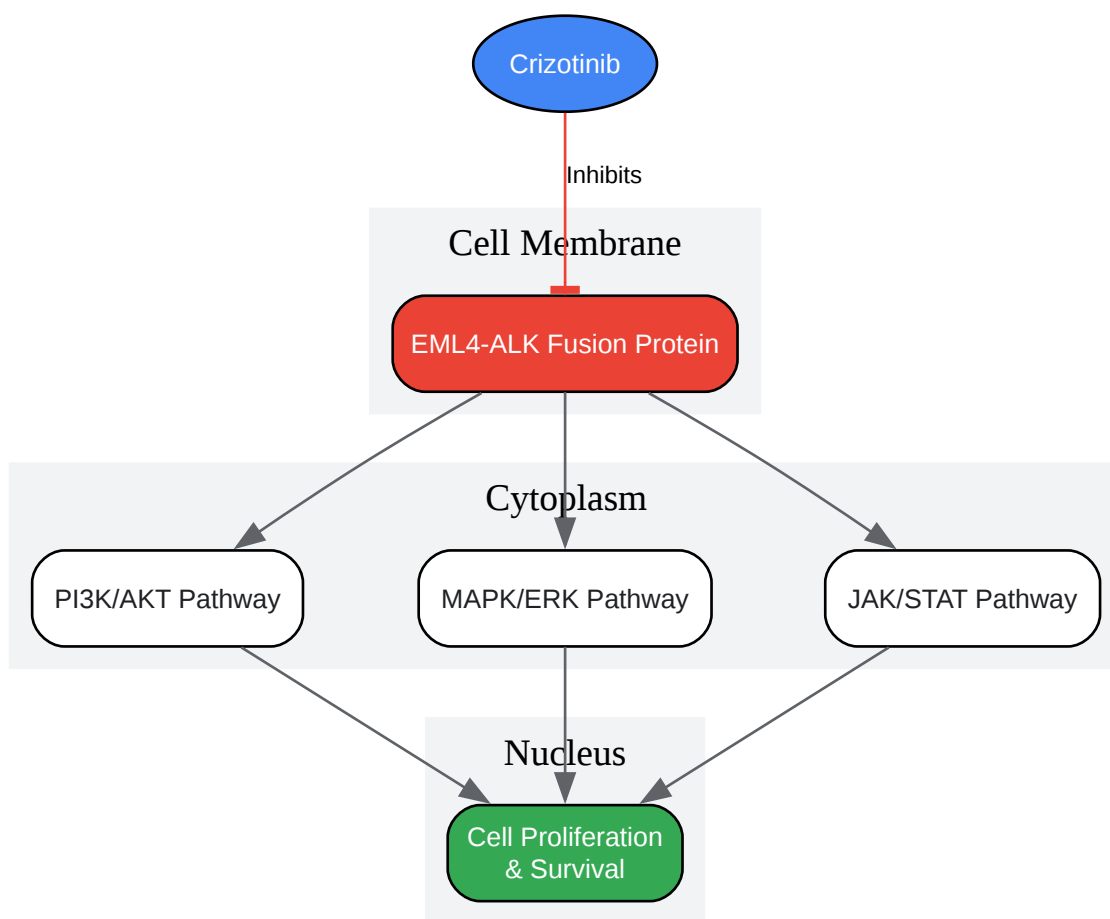 Crizotinib
Inhibits
Cell Membrane
EML4-ALK Fusion Protein
Cytoplasm
PI3K/AKT Pathway
MAPK/ERK Pathway
JAK/STAT Pathway
Nucleus
Cell Proliferation
& Survival